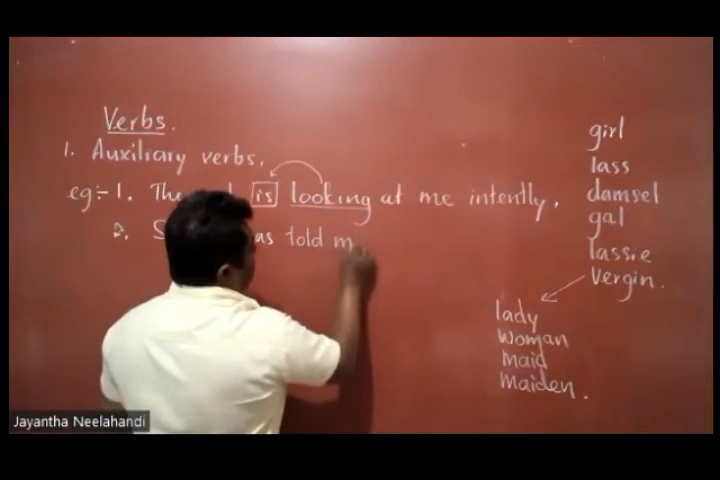 Verbs.
1. Auxiliary verbs.
eg:- 1. The is looking at me intently.
2. S as told m
girl
lass
damsel
gal
lassie
vergin.
lady
woman
maid
maiden.
Jayantha Neelahandi